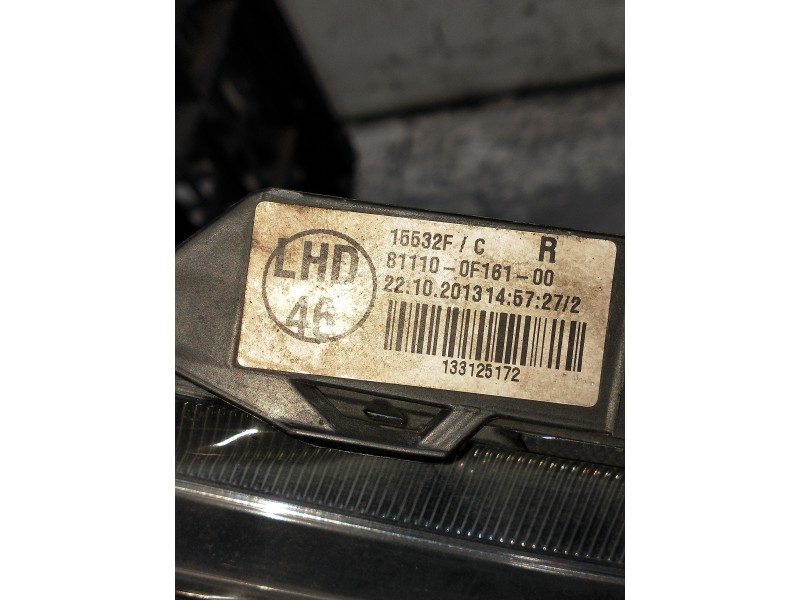 LHD
46
15532F / C R
81110-0F161-00
22.10.2013 14:57:27/2
133125172